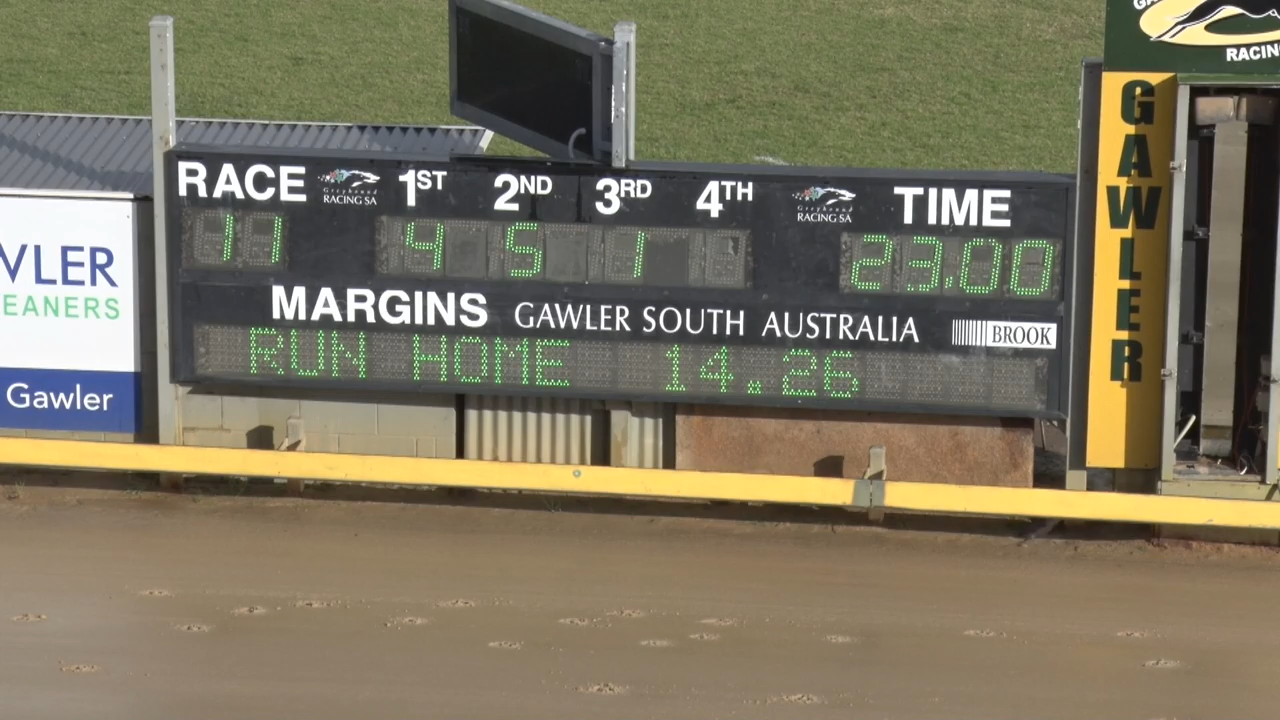 RACING
GAWLER
RACE 1ST 2ND 3RD 4TH TIME
Greyhound RACING SA
Greyhound RACING SA
11 4 5 1 23.00
MARGINS GAWLER SOUTH AUSTRALIA BROOK
RUN HOME 14.26
WLER
EANERS
Gawler